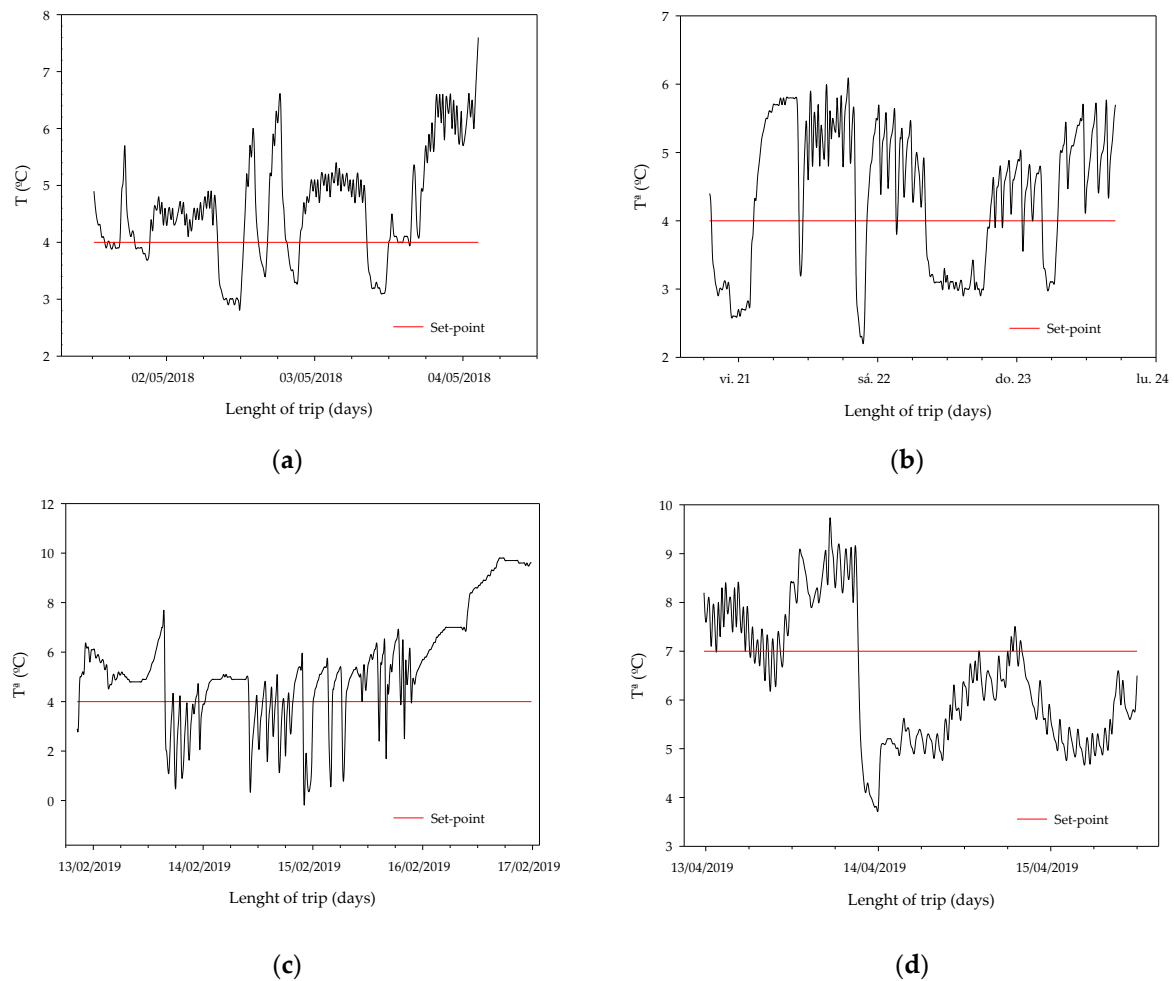 8
7
6
5
4
3
2
T (ºC)
Set-point
02/05/2018 03/05/2018 04/05/2018
Lenght of trip (days)
(a)
7
6
5
4
3
2
Tª (ºC)
Set-point
vi. 21 sá. 22 do. 23 lu. 24
Lenght of trip (days)
(b)
12
10
8
6
4
2
0
Tª (ºC)
Set-point
13/02/2019 14/02/2019 15/02/2019 16/02/2019 17/02/2019
Lenght of trip (days)
(c)
10
9
8
7
6
5
4
3
Tª (ºC)
Set-point
13/04/2019 14/04/2019 15/04/2019
Lenght of trip (days)
(d)